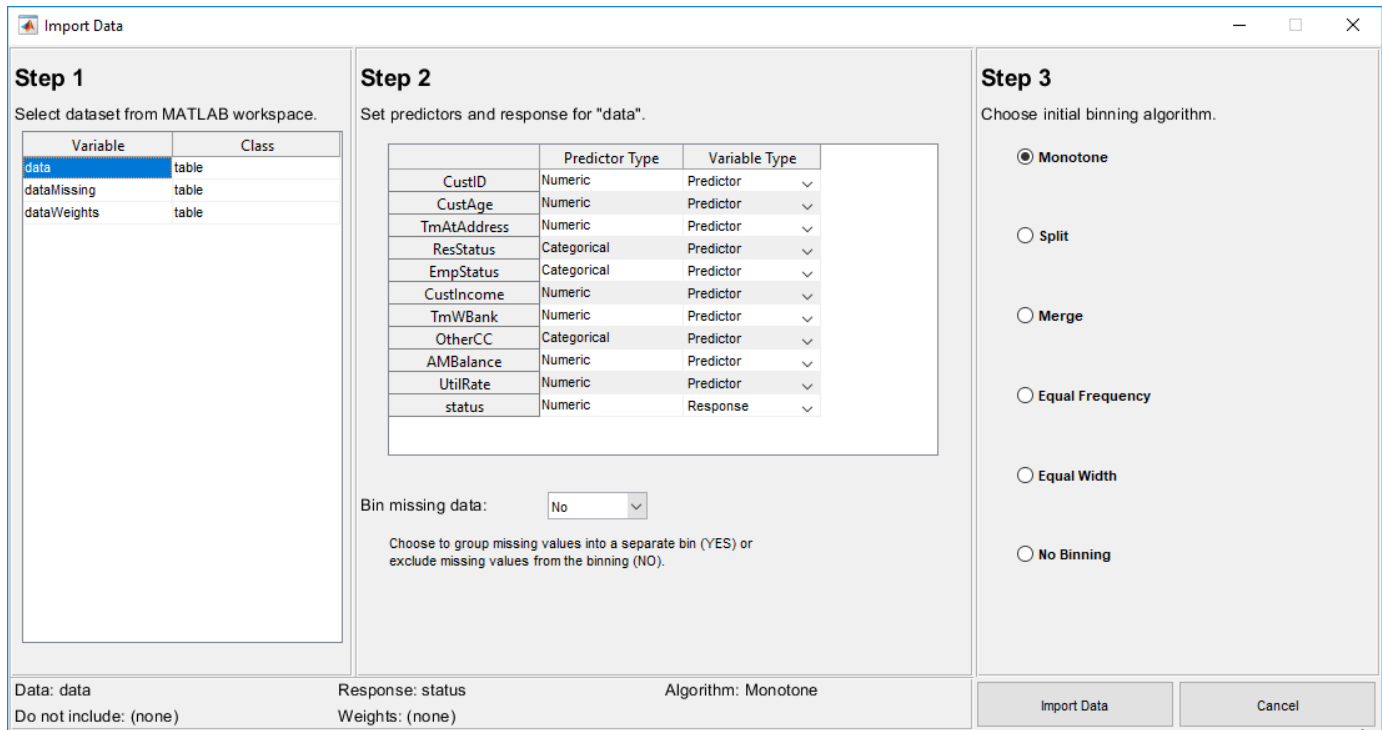 Import Data
Step 1
Select dataset from MATLAB workspace.
Variable Class
data table
dataMissing table
dataWeights table
Step 2
Set predictors and response for "data".
Predictor Type Variable Type
CustID Numeric Predictor
CustAge Numeric Predictor
TmAtAddress Numeric Predictor
ResStatus Categorical Predictor
EmpStatus Categorical Predictor
CustIncome Numeric Predictor
TmWBank Numeric Predictor
OtherCC Categorical Predictor
AMBalance Numeric Predictor
UtilRate Numeric Predictor
status Numeric Response
Bin missing data: No
Choose to group missing values into a separate bin (YES) or
exclude missing values from the binning (NO).
Step 3
Choose initial binning algorithm.
Monotone
Split
Merge
Equal Frequency
Equal Width
No Binning
Data: data Response: status Algorithm: Monotone
Do not include: (none) Weights: (none)
Import Data Cancel